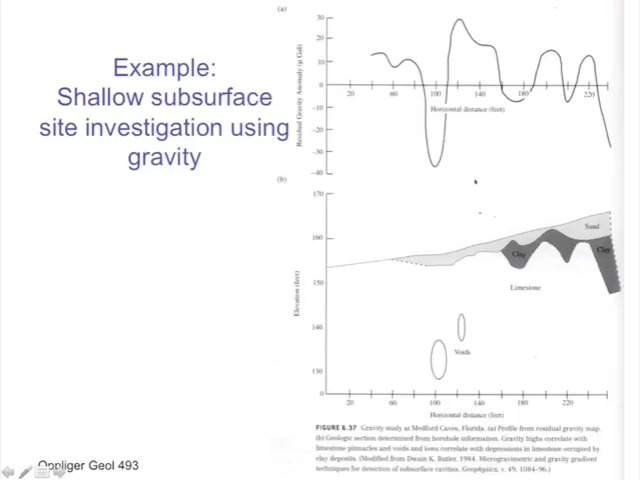 Example:
Shallow subsurface
site investigation using
gravity
(a)
Residual Gravity Anomaly (μ Gal)
30
20
10
0
-10
-20
-30
-40
20
60
100
140
180
220
Horizontal distance (feet)
(b)
Elevation (feet)
170
160
150
140
130
0
Sand
Clay
Clay
Limestone
Voids
20
60
100
140
180
220
Horizontal distance (feet)
FIGURE 6.37 Gravity study at Medford Caves, Florida. (a) Profile from residual gravity map.
(b) Geologic section determined from borehole information. Gravity highs correlate with
limestone pinnacles and voids and lows correlate with depressions in limestone occupied by
clay deposits. (Modified from Dwain K. Butler. 1984. Microgravimetric and gravity gradient
techniques for detection of subsurface cavities. Geophysics, v. 49, 1084-96.)
Oppliger Geol 493